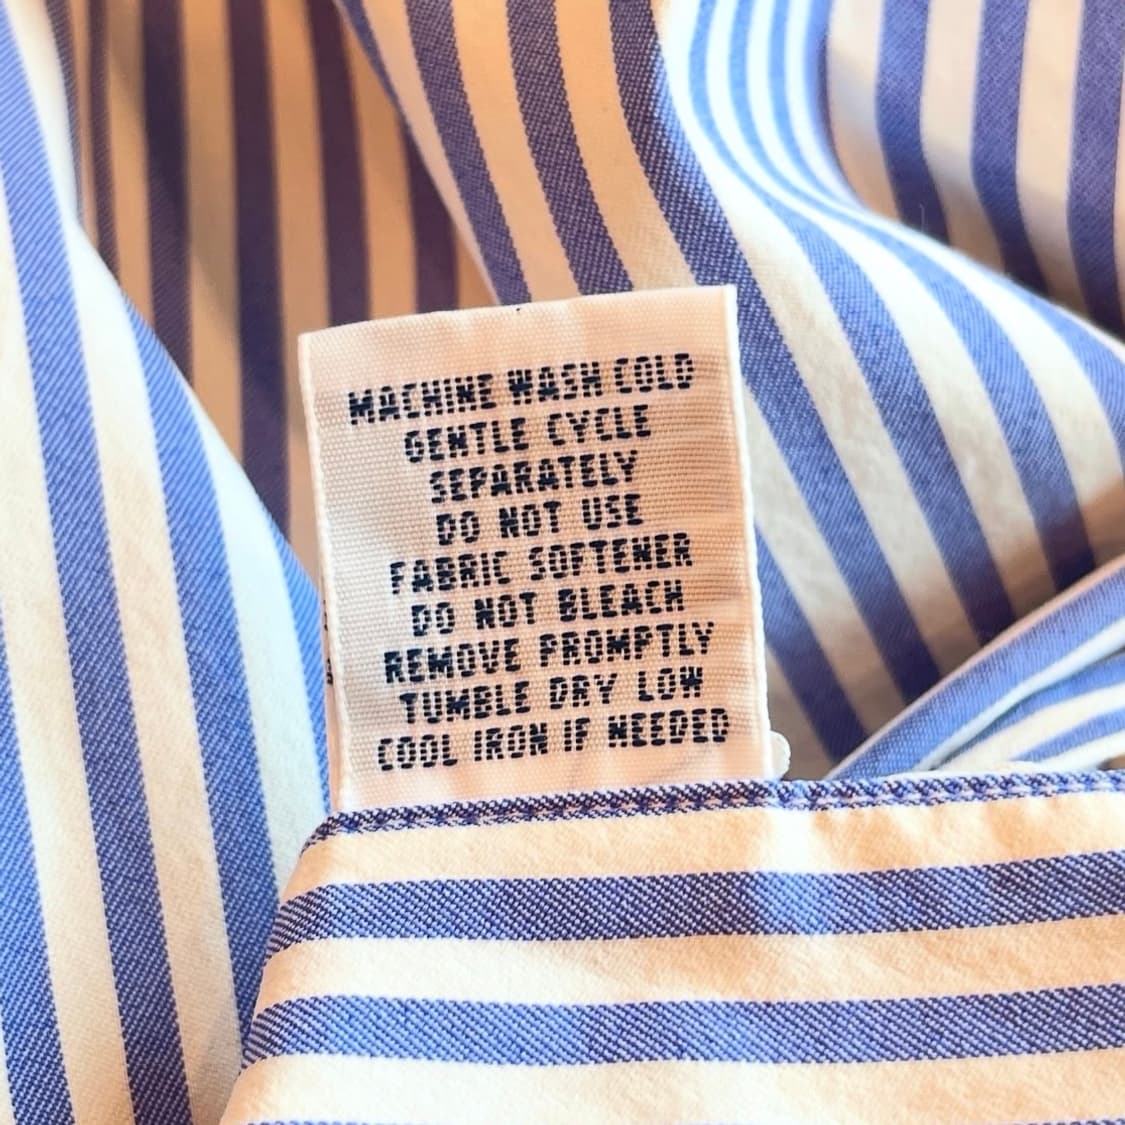 MACHINE WASH COLD
GENTLE CYCLE
SEPARATELY
DO NOT USE
FABRIC SOFTENER
DO NOT BLEACH
REMOVE PROMPTLY
TUMBLE DRY LOW
COOL IRON IF NEEDED